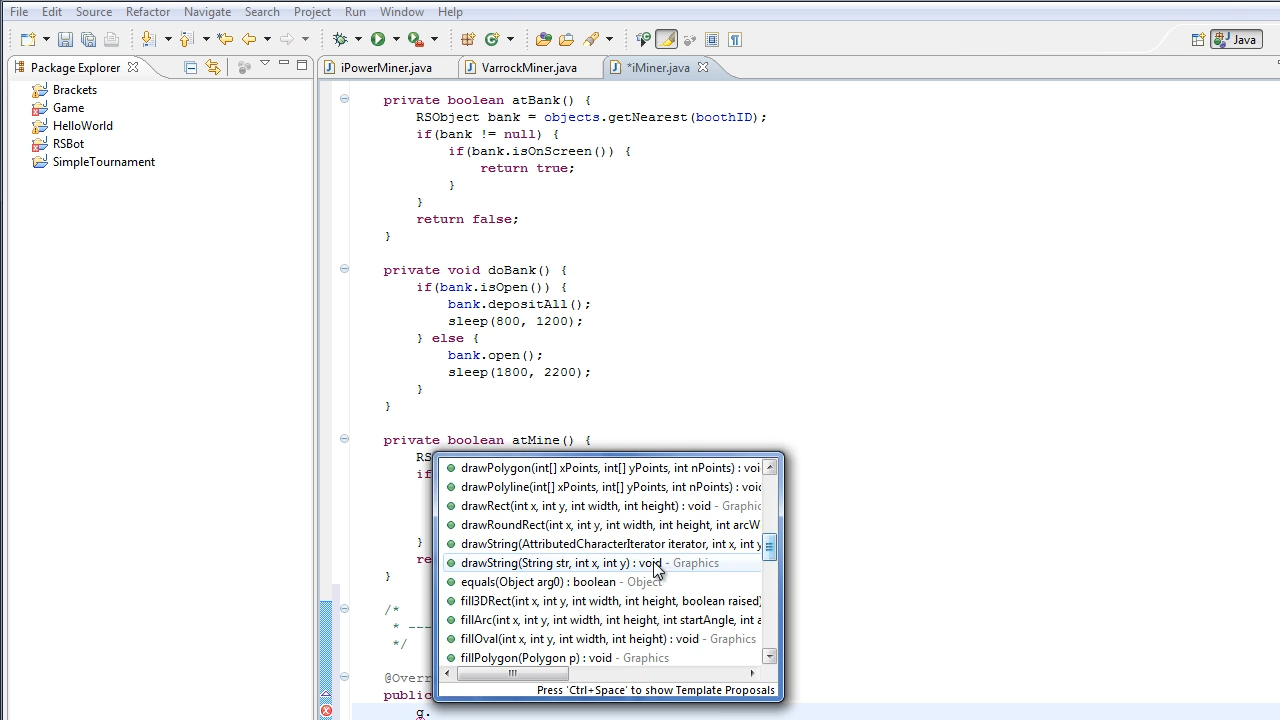 File Edit Source Refactor Navigate Search Project Run Window Help
Java
Package Explorer
iPowerMiner.java VarrockMiner.java *iMiner.java
Brackets
Game
HelloWorld
RSBot
SimpleTournament
private boolean atBank() {
RSObject bank = objects.getNearest(boothID);
if(bank != null) {
if(bank.isOnScreen()) {
return true;
}
}
return false;
}
private void doBank() {
if(bank.isOpen()) {
bank.depositAll();
sleep(800, 1200);
} else {
bank.open();
sleep(1800, 2200);
}
}
private boolean atMine() {
RS
if
}
re
}
/*
* ---
*/
@Overr
public
g.
drawPolygon(int[] xPoints, int[] yPoints, int nPoints) : voi
drawPolyline(int[] xPoints, int[] yPoints, int nPoints) : voi
drawRect(int x, int y, int width, int height) : void - Graphic
drawRoundRect(int x, int y, int width, int height, int arcW
drawString(AttributedCharacterIterator iterator, int x, int y
drawString(String str, int x, int y) : void - Graphics
equals(Object arg0) : boolean - Object
fill3DRect(int x, int y, int width, int height, boolean raised)
fillArc(int x, int y, int width, int height, int startAngle, int a
fillOval(int x, int y, int width, int height) : void - Graphics
fillPolygon(Polygon p) : void - Graphics
Press 'Ctrl+Space' to show Template Proposals